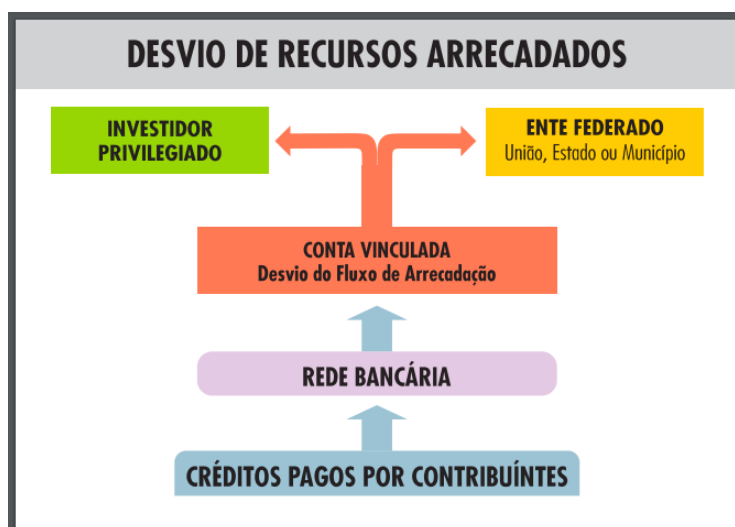 DESVIO DE RECURSOS ARRECADADOS
INVESTIDOR
PRIVILEGIADO
ENTE FEDERADO
União, Estado ou Município
CONTA VINCULADA
Desvio do Fluxo de Arrecadação
REDE BANCÁRIA
CRÉDITOS PAGOS POR CONTRIBUÍNTES